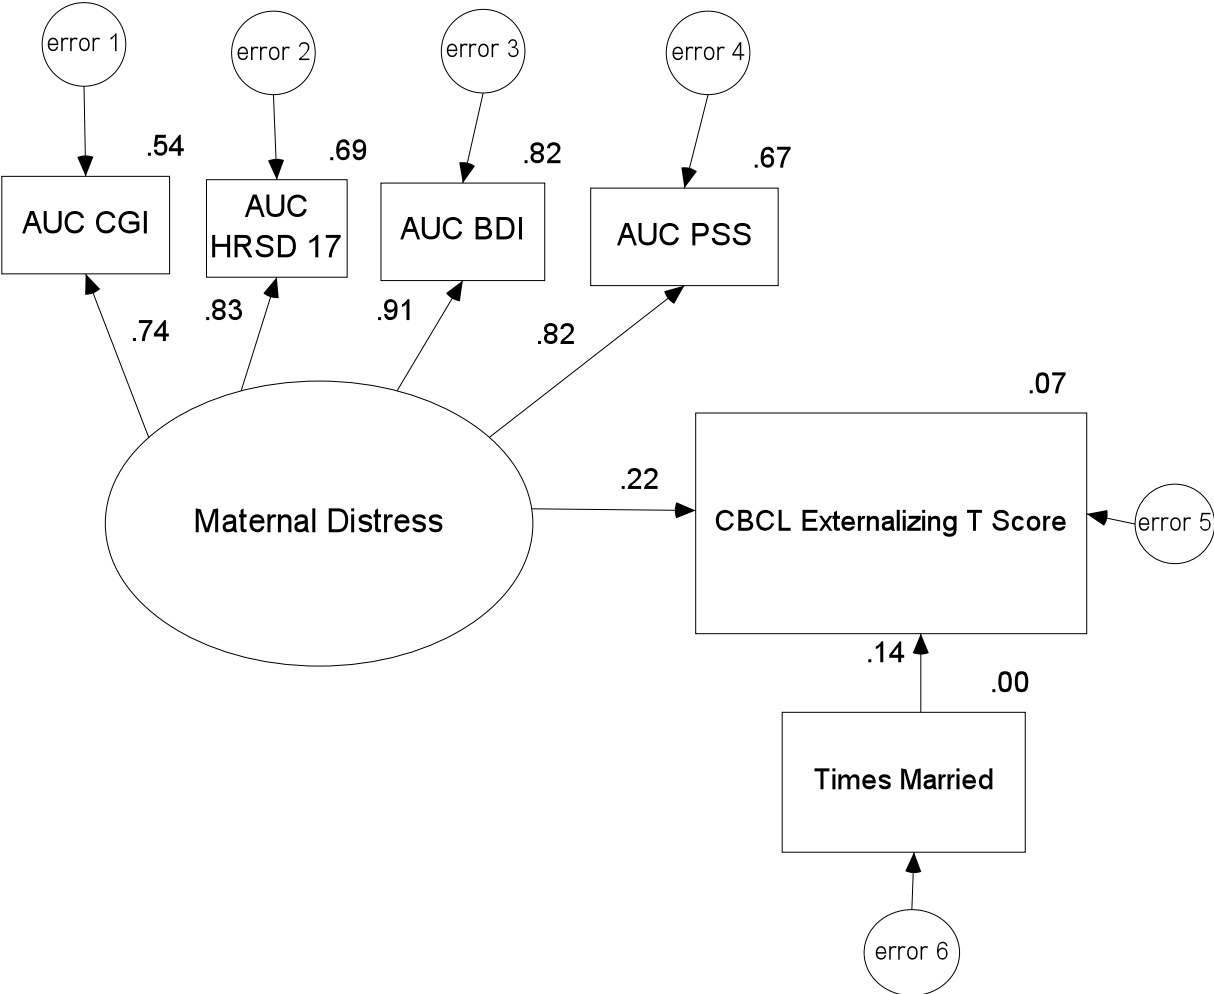 error 1
error 2
error 3
error 4
.54
.69
.82
.67
AUC CGI
AUC
HRSD 17
AUC BDI
AUC PSS
.74
.83
.91
.82
.07
Maternal Distress
.22
CBCL Externalizing T Score
error 5
.14
.00
Times Married
error 6